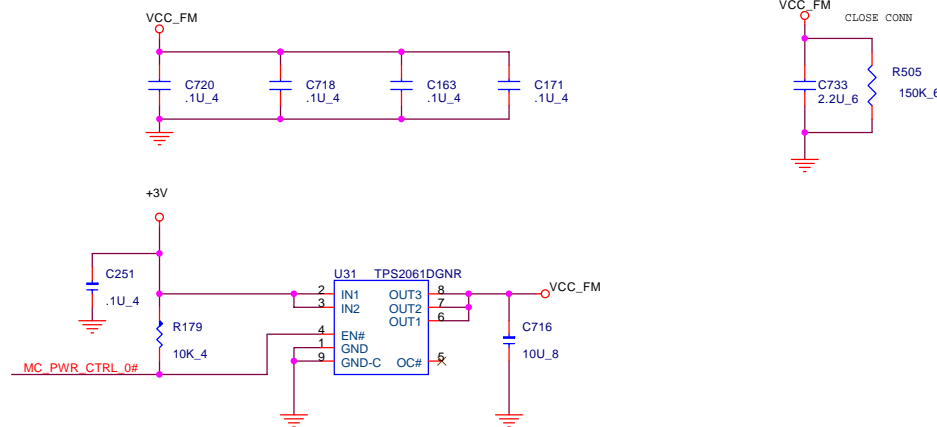 VCC_FM
C720
.1U_4
C718
.1U_4
C163
.1U_4
C171
.1U_4
VCC_FM
CLOSE CONN
C733
2.2U_6
R505
150K_6
+3V
C251
.1U_4
R179
10K_4
MC_PWR_CTRL_0#
U31 TPS2061DGNR
2 IN1 OUT3 8
3 IN2 OUT2 7
OUT1 6
4 EN#
1 GND
9 GND-C OC# 5
VCC_FM
C716
10U_8